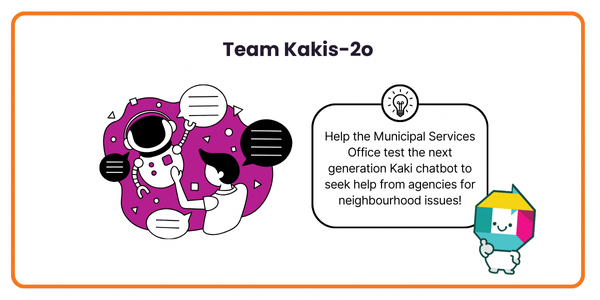 Team Kakis-2o
Help the Municipal Services
Office test the next
generation Kaki chatbot to
seek help from agencies for
neighbourhood issues!